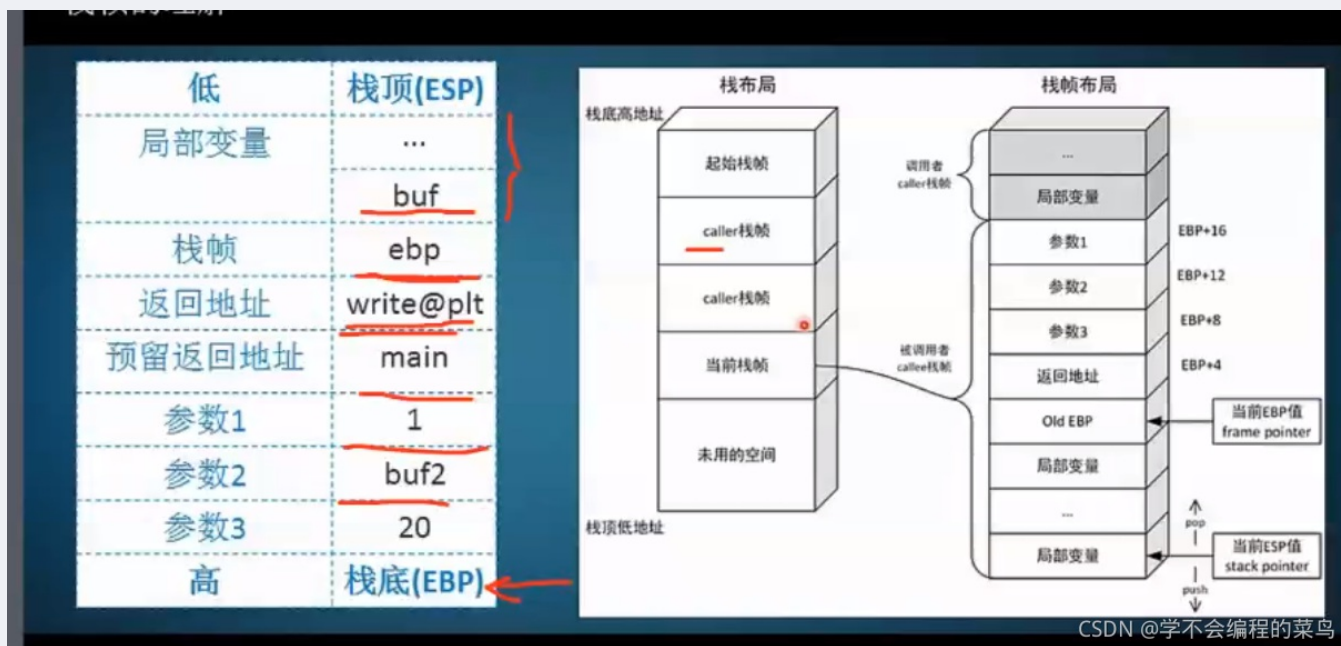 栈帧的理解
低 栈顶(ESP)
局部变量 ...
buf
栈帧 ebp
返回地址 write@plt
预留返回地址 main
参数1 1
参数2 buf2
参数3 20
高 栈底(EBP)
栈布局
栈底高地址
起始栈帧
caller栈帧
caller栈帧
当前栈帧
未用的空间
栈顶低地址
栈帧布局
调用者
caller栈帧
...
局部变量
参数1 EBP+16
参数2 EBP+12
参数3 EBP+8
被调用者
callee栈帧
返回地址 EBP+4
Old EBP
当前EBP值
frame pointer
局部变量
...
pop
局部变量
当前ESP值
stack pointer
push
CSDN @学不会编程的菜鸟